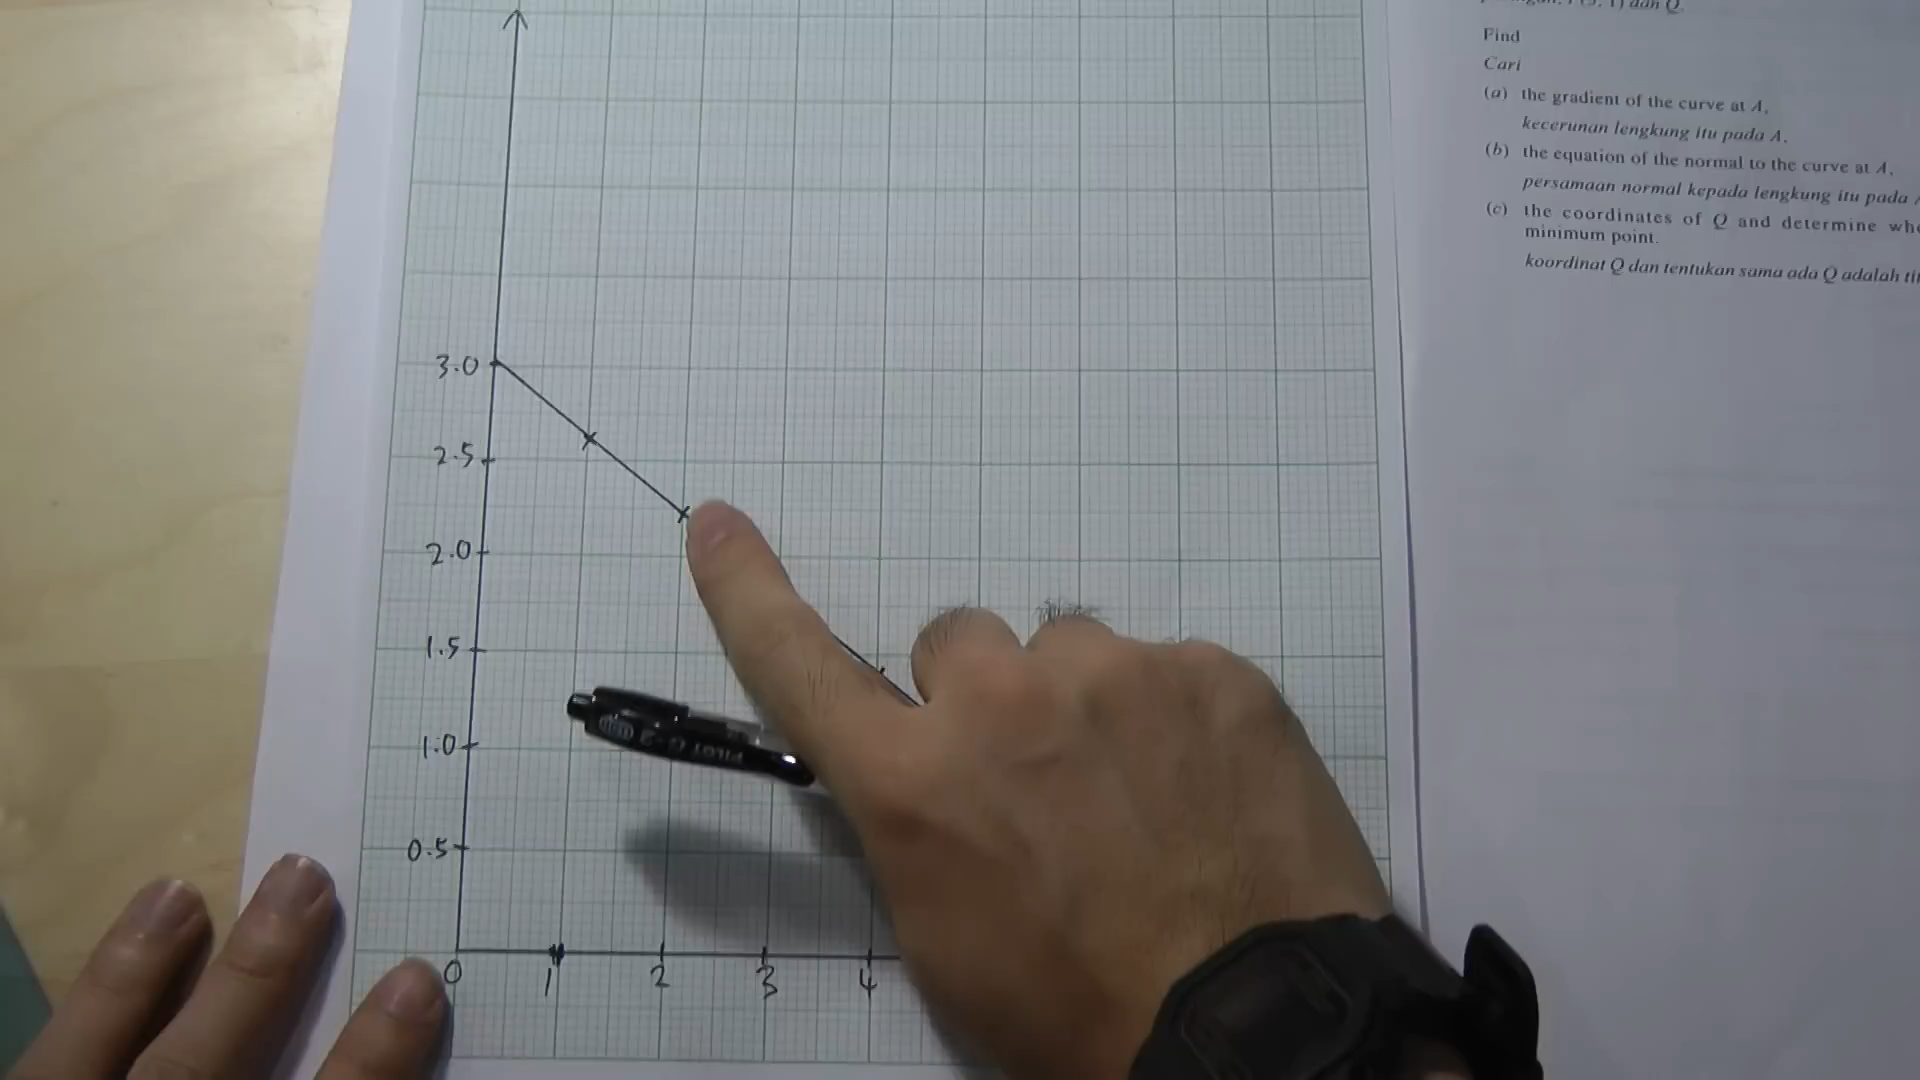 3.0
2.5
2.0
1.5
1.0
0.5
0 1 2 3 4
PILOT G-2
dan Q.
Find
Cari
(a) the gradient of the curve at A,
kecerunan lengkung itu pada A.
(b) the equation of the normal to the curve at A,
persamaan normal kepada lengkung itu pada
(c) the coordinates of Q and determine
minimum point.
koordinat Q dan tentukan sama ada Q adalah